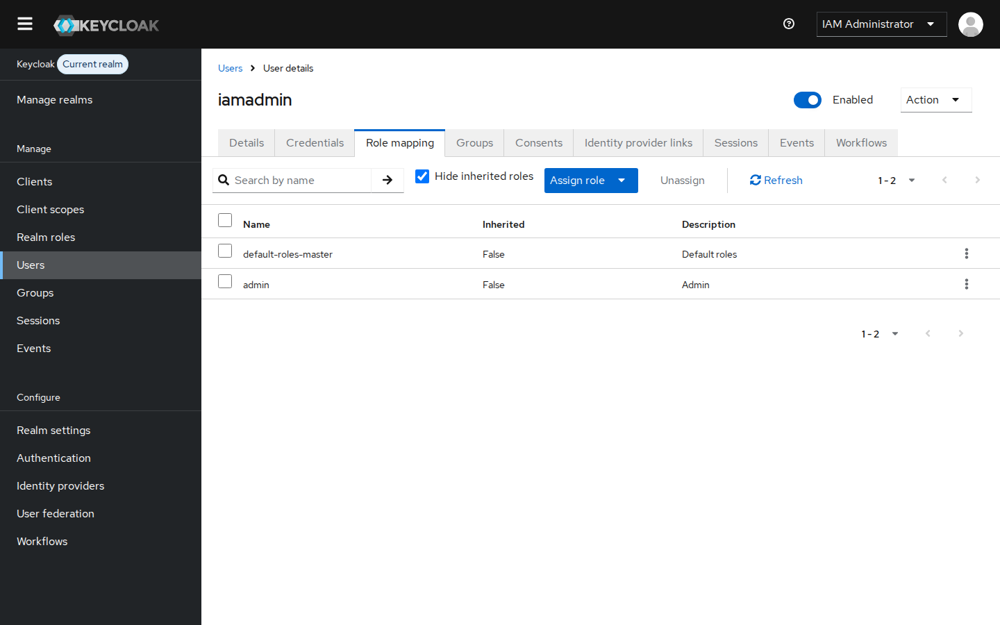 KEYCLOAK
IAM Administrator
Keycloak Current realm
Manage realms
Manage
Clients
Client scopes
Realm roles
Users
Groups
Sessions
Events
Configure
Realm settings
Authentication
Identity providers
User federation
Workflows
Users User details
iamadmin
Enabled
Action
Details Credentials Role mapping Groups Consents Identity provider links Sessions Events Workflows
Search by name Hide inherited roles Assign role Unassign Refresh 1 - 2
Name Inherited Description
default-roles-master False Default roles
admin False Admin
1 - 2